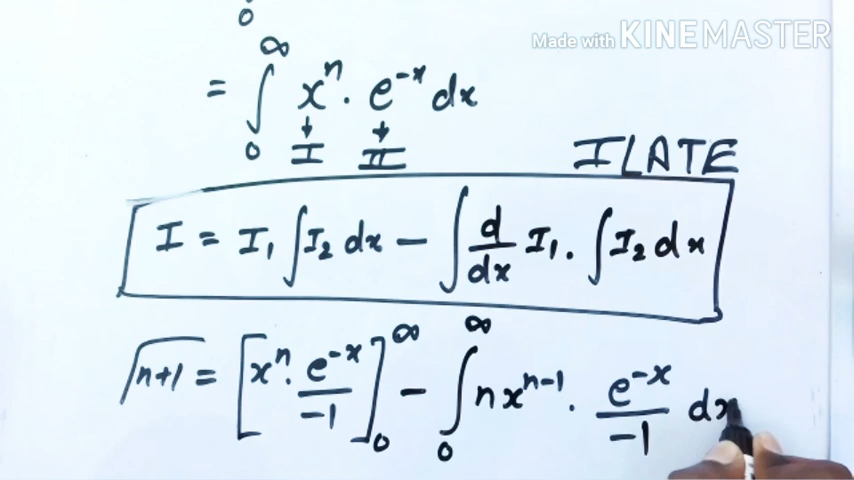 Made with KINEMASTER
0
= ∫₀^∞ xⁿ · e⁻ˣ dx
↓ ↓
I II
ILATE
I = I₁ ∫I₂ dx − ∫ d/dx I₁ · ∫I₂ dx
Γn+1 = [xⁿ · e⁻ˣ/−1]₀^∞ − ∫₀^∞ n xⁿ⁻¹ · e⁻ˣ/−1 dx